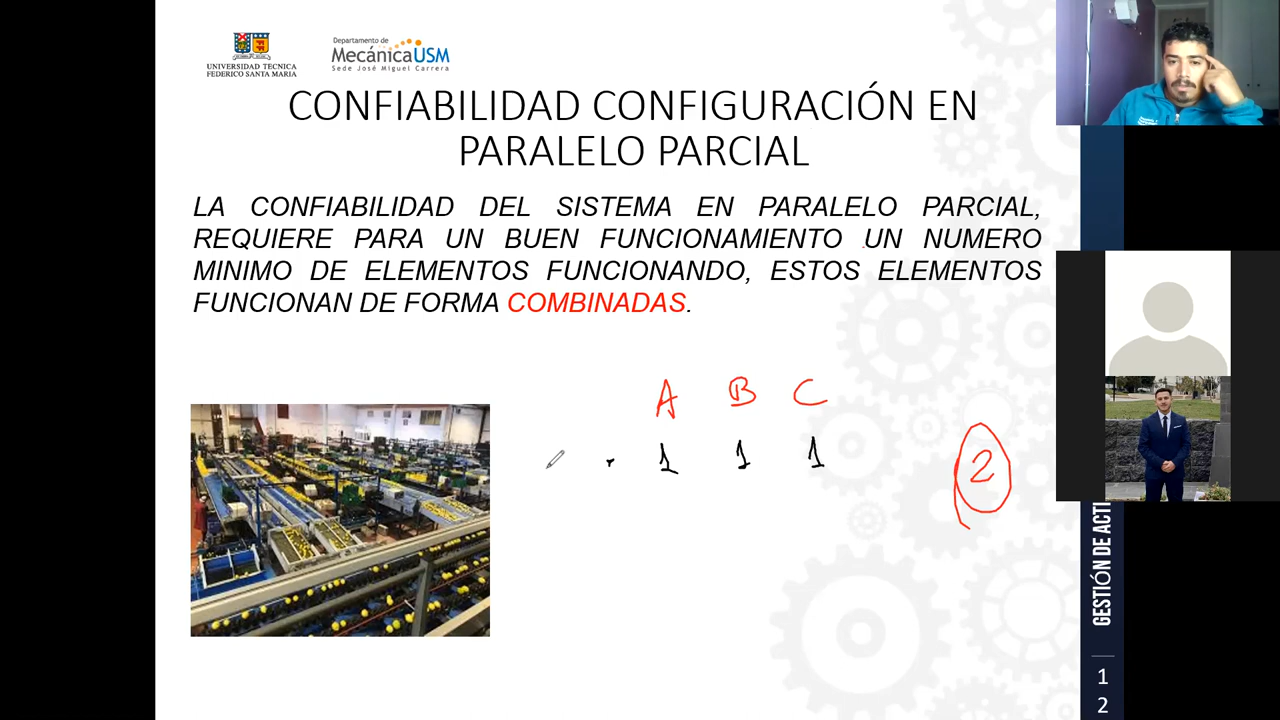 UNIVERSIDAD TECNICA
FEDERICO SANTA MARIA
Departamento de
MecánicaUSM
Sede José Miguel Carrera
CONFIABILIDAD CONFIGURACIÓN EN
PARALELO PARCIAL
LA CONFIABILIDAD DEL SISTEMA EN PARALELO PARCIAL,
REQUIERE PARA UN BUEN FUNCIONAMIENTO UN NUMERO
MINIMO DE ELEMENTOS FUNCIONANDO, ESTOS ELEMENTOS
FUNCIONAN DE FORMA COMBINADAS.
A B C
1 1 1
2
GESTIÓN DE ACTI
1
2